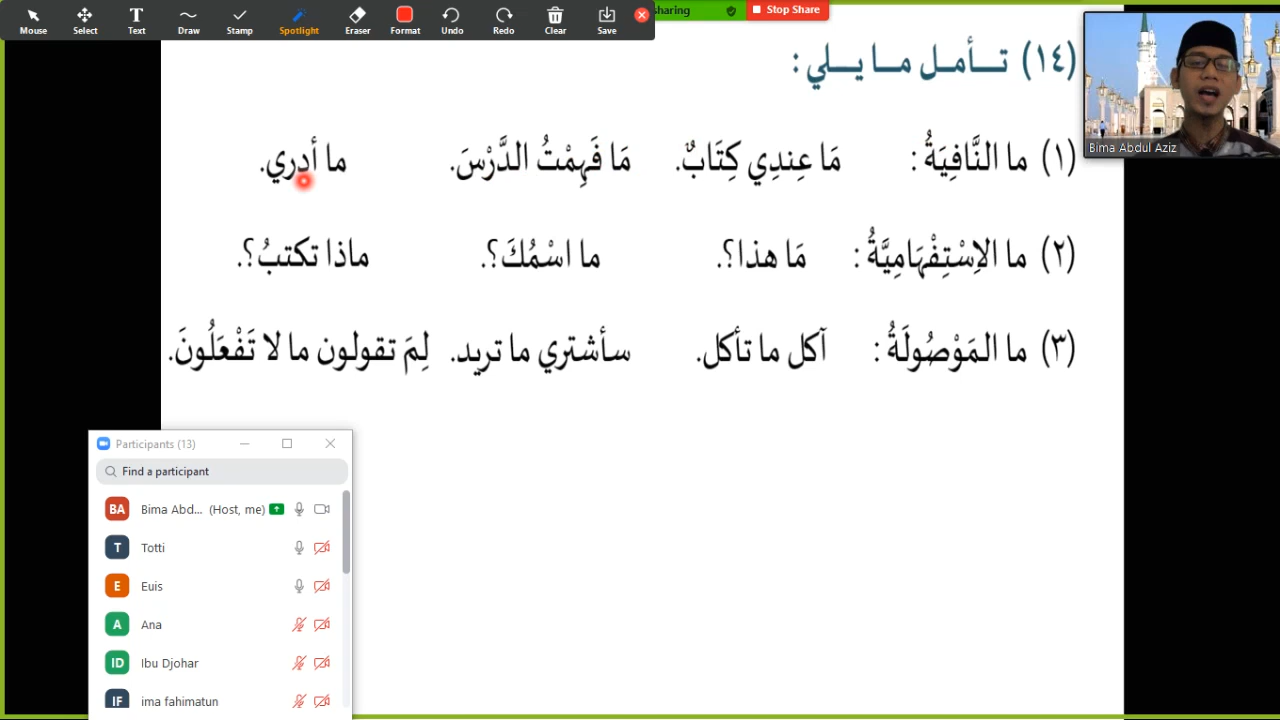 Mouse Select Text Draw Stamp Spotlight Eraser Format Undo Redo Clear Save
sharing Stop Share
(١٤) تـأمـل مـا يـلي :
(١) ما النَّافِيَةُ : مَا عِندِي كِتَابٌ. مَا فَهِمْتُ الدَّرْسَ. ما أدري.
(٢) ما الاِسْتِفْهَامِيَّةُ : مَا هذا؟. ما اسْمُكَ؟. ماذا تكتبُ؟.
(٣) ما المَوْصُولَةُ : آكل ما تأكل. سأشتري ما تريد. لِمَ تقولون ما لا تَفْعَلُونَ.
Bima Abdul Aziz
Participants (13)
Find a participant
BA Bima Abd... (Host, me)
T Totti
E Euis
A Ana
ID Ibu Djohar
IF ima fahimatun